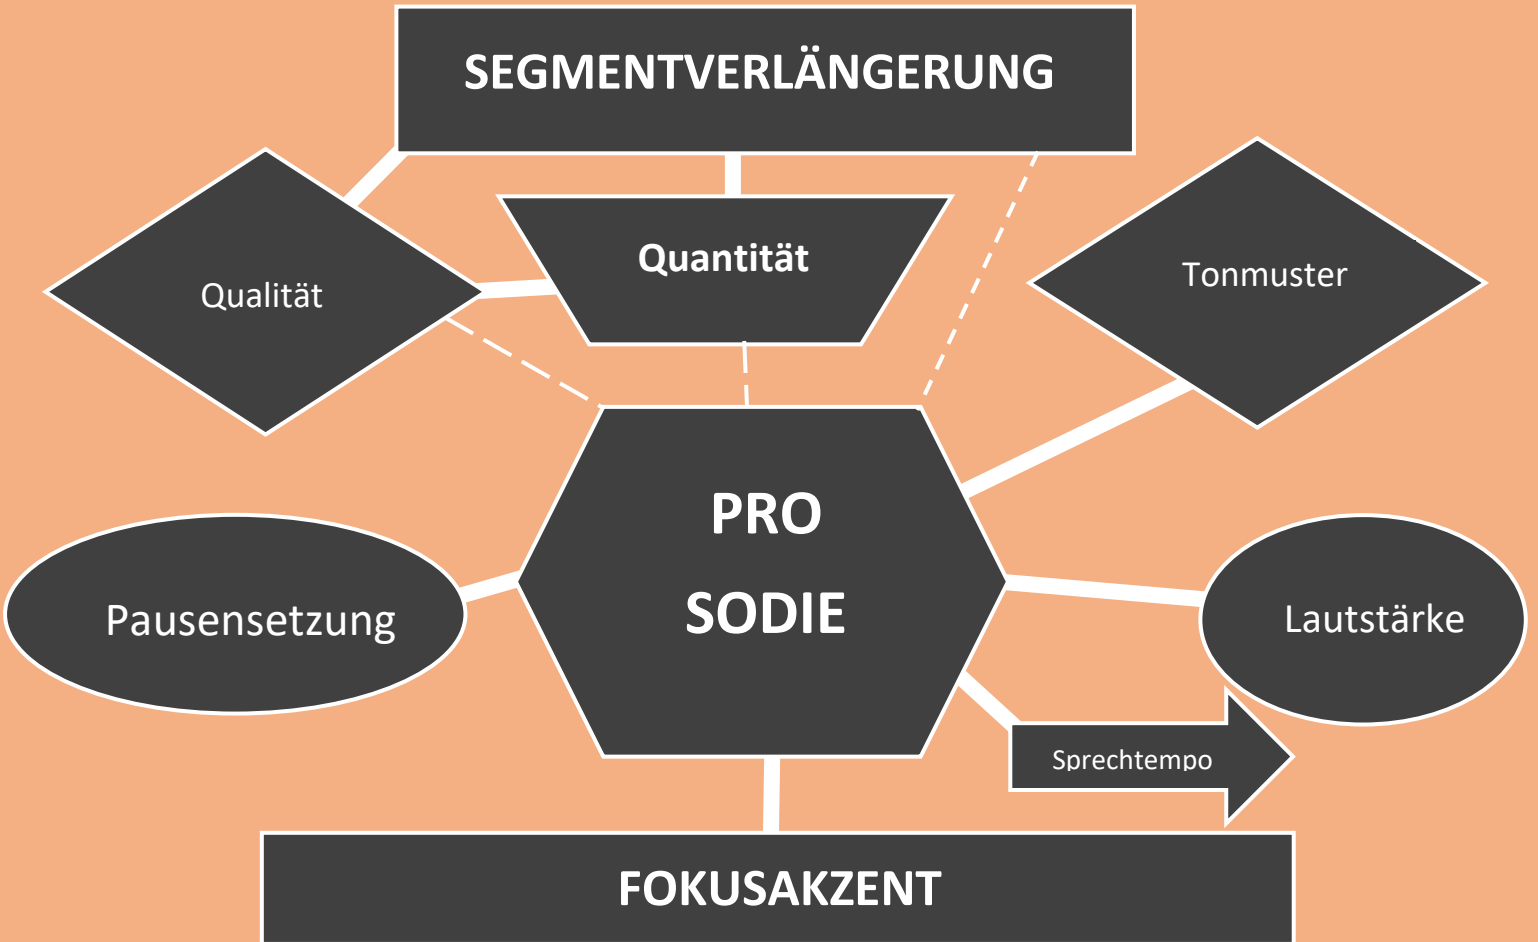 SEGMENTVERLÄNGERUNG
Quantität
Qualität
Tonmuster
PRO
SODIE
Pausensetzung
Lautstärke
Sprechtempo
FOKUSAKZENT